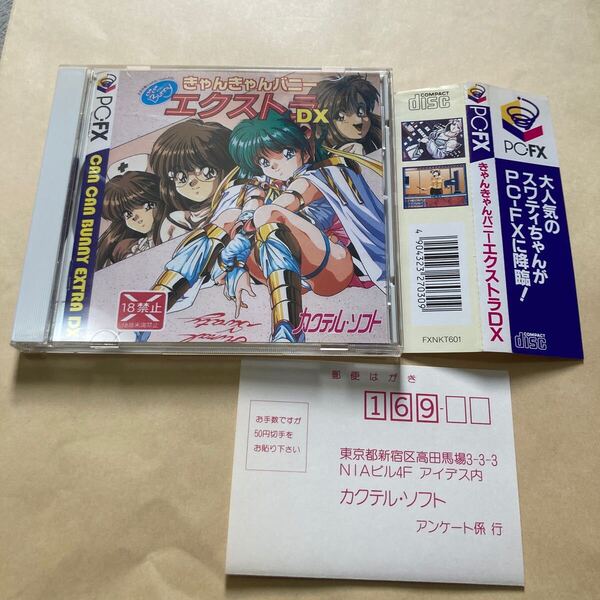 PC-FX
CAN CAN BUNNY EXTRA DX
きゃんきゃんバニー
エクストラDX
18禁止
18歳未満禁止
カクテル・ソフト
COMPACT
disc
4904323270309
FXNKT601
PC-FX
きゃんきゃんバニーエクストラDX
PC-FX
大人気の
スワティちゃんが
PC-FXに降臨!
COMPACT
disc
郵便はがき
169-
お手数ですが
50円切手を
お貼り下さい
東京都新宿区高田馬場3-3-3
NIAビル4F アイデス内
カクテル・ソフト
アンケート係 行